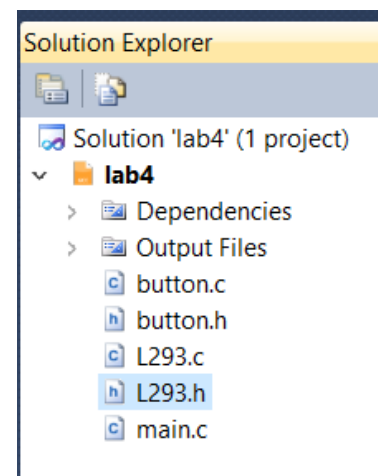 Solution Explorer
Solution 'lab4' (1 project)
lab4
Dependencies
Output Files
button.c
button.h
L293.c
L293.h
main.c